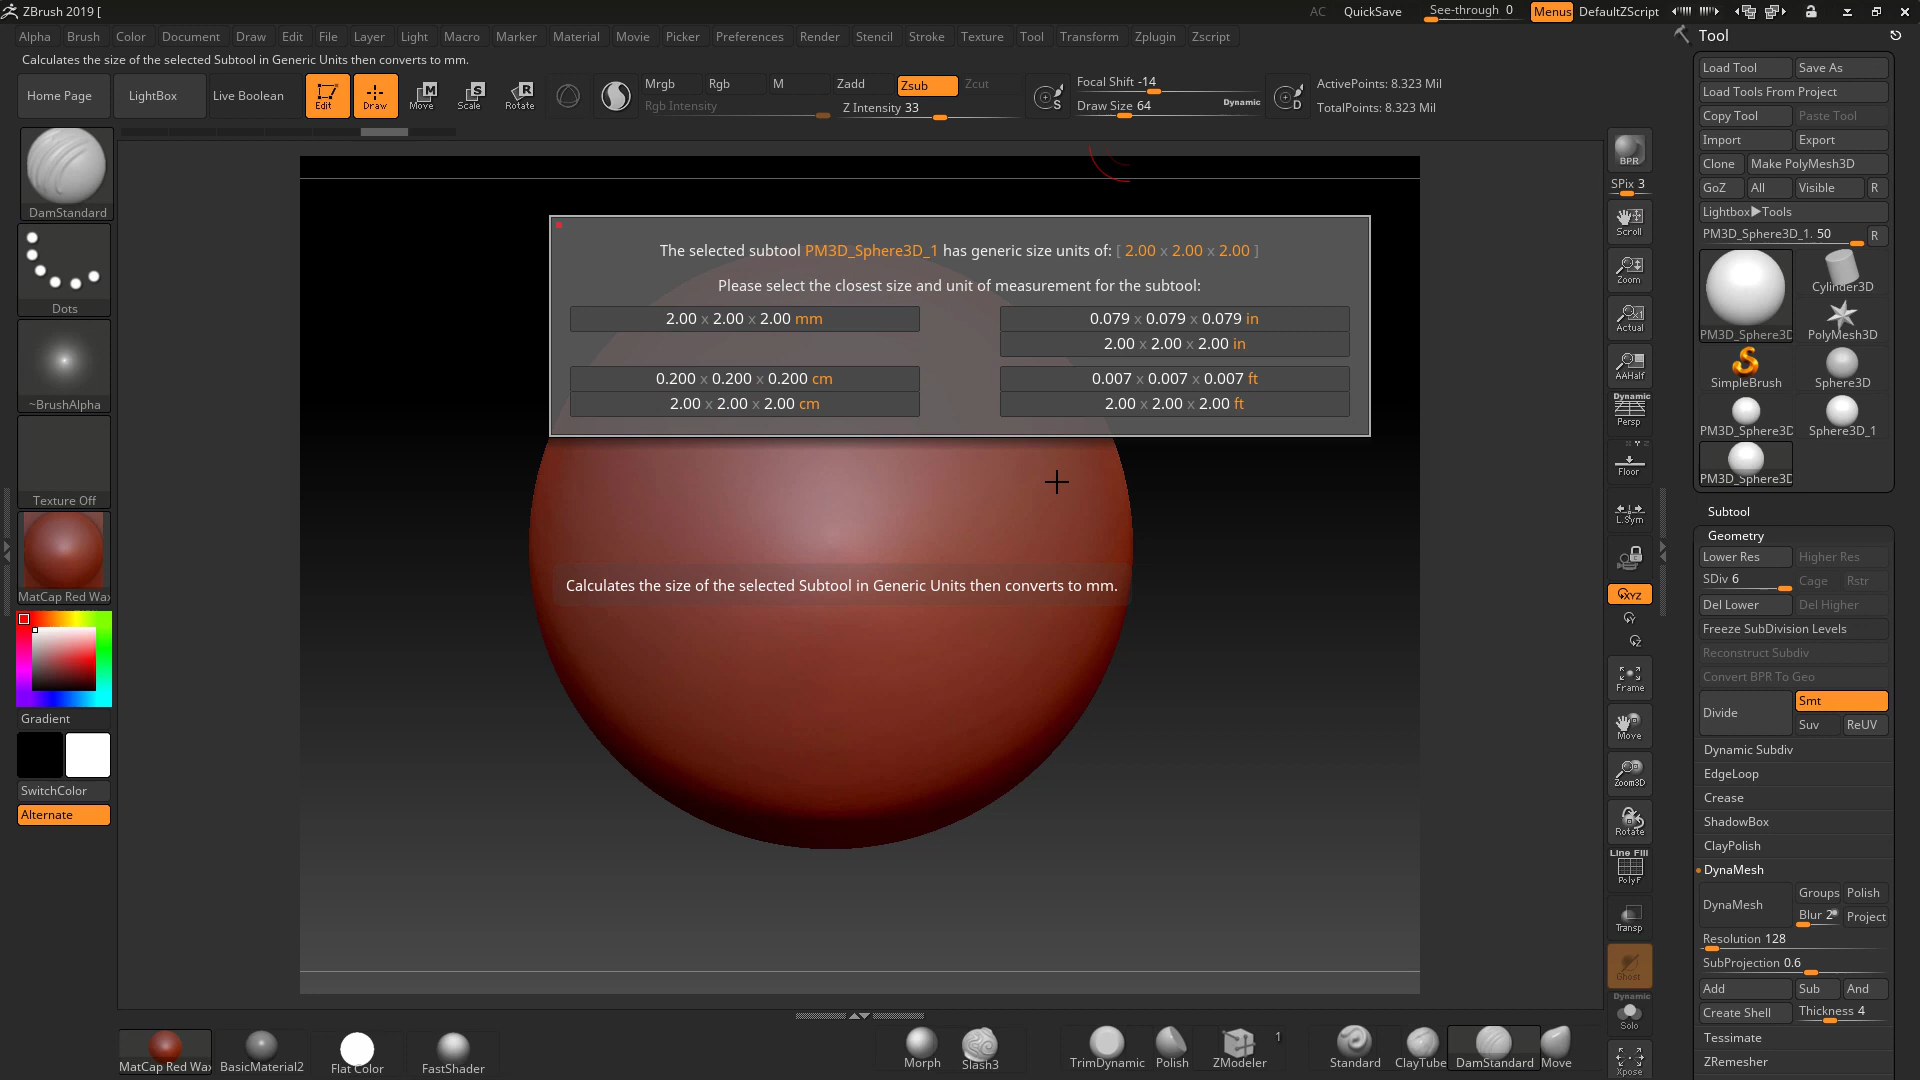 ZBrush 2019 [
AC QuickSave See-through 0 Menus DefaultZScript
Alpha Brush Color Document Draw Edit File Layer Light Macro Marker Material Movie Picker Preferences Render Stencil Stroke Texture Tool Transform Zplugin Zscript
Calculates the size of the selected Subtool in Generic Units then converts to mm.
Home Page LightBox Live Boolean Edit Draw Move Scale Rotate
M S R
Mrgb Rgb M Zadd Zsub Zcut
Rgb Intensity Z Intensity 33
S Focal Shift -14
Draw Size 64 Dynamic
D ActivePoints: 8.323 Mil
TotalPoints: 8.323 Mil
DamStandard
Dots
~BrushAlpha
Texture Off
MatCap Red Wax
Gradient
SwitchColor
Alternate
The selected subtool PM3D_Sphere3D_1 has generic size units of: [ 2.00 x 2.00 x 2.00 ]
Please select the closest size and unit of measurement for the subtool:
2.00 x 2.00 x 2.00 mm
0.079 x 0.079 x 0.079 in
2.00 x 2.00 x 2.00 in
0.200 x 0.200 x 0.200 cm
0.007 x 0.007 x 0.007 ft
2.00 x 2.00 x 2.00 cm
2.00 x 2.00 x 2.00 ft
Calculates the size of the selected Subtool in Generic Units then converts to mm.
BPR
SPix 3
Scroll
Zoom
Actual
AAHalf
Dynamic
Persp
Floor
L.Sym
XYZ
Y
Z
Frame
Move
Zoom3D
Rotate
Line Fill
PolyF
Transp
Ghost
Dynamic
Solo
Xpose
Tool
Load Tool Save As
Load Tools From Project
Copy Tool Paste Tool
Import Export
Clone Make PolyMesh3D
GoZ All Visible R
Lightbox▶Tools
PM3D_Sphere3D_1. 50 R
PM3D_Sphere3D Cylinder3D
PolyMesh3D
SimpleBrush Sphere3D
PM3D_Sphere3D Sphere3D_1
PM3D_Sphere3D
Subtool
Geometry
Lower Res Higher Res
SDiv 6 Cage Rstr
Del Lower Del Higher
Freeze SubDivision Levels
Reconstruct Subdiv
Convert BPR To Geo
Divide Smt
Suv ReUV
Dynamic Subdiv
EdgeLoop
Crease
ShadowBox
ClayPolish
DynaMesh
DynaMesh Groups Polish
Blur 2 Project
Resolution 128
SubProjection 0.6
Add Sub And
Create Shell Thickness 4
Tessimate
ZRemesher
MatCap Red Wax BasicMaterial2 Flat Color FastShader Morph Slash3 TrimDynamic Polish ZModeler 1 Standard ClayTube DamStandard Move